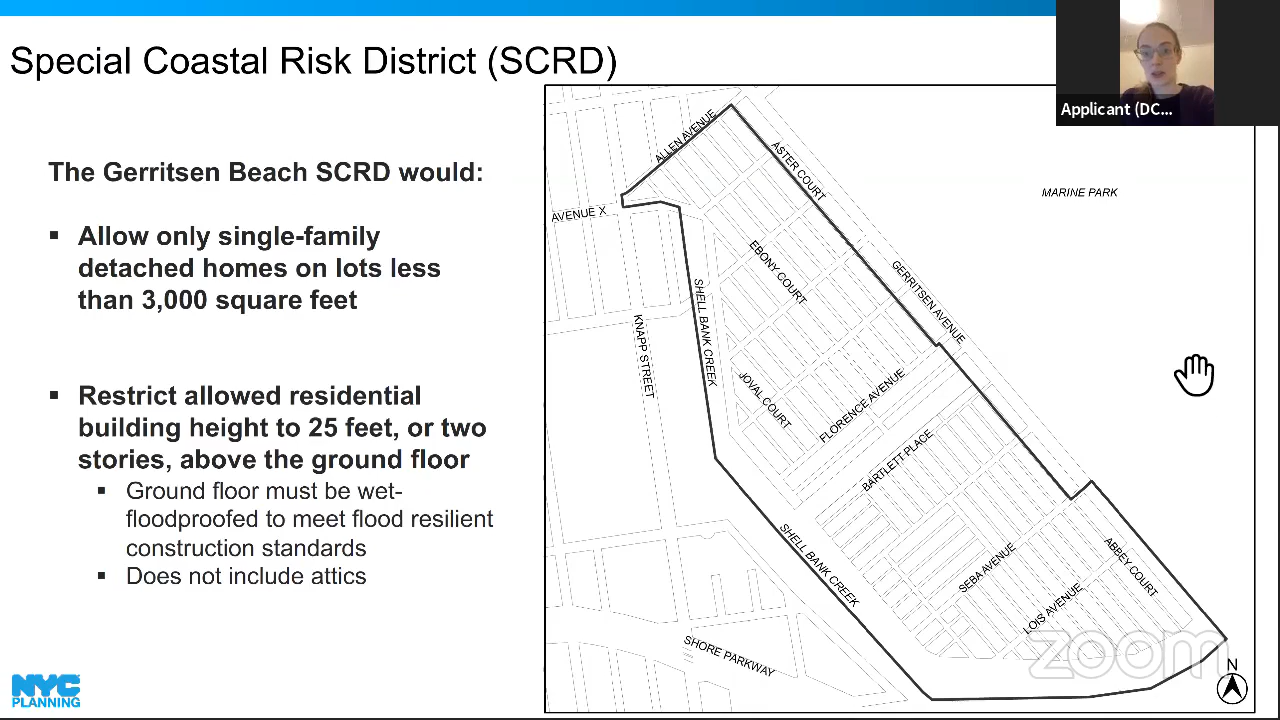 Special Coastal Risk District (SCRD)
Applicant (DC...
The Gerritsen Beach SCRD would:
▪ Allow only single-family
detached homes on lots less
than 3,000 square feet
▪ Restrict allowed residential
building height to 25 feet, or two
stories, above the ground floor
▪ Ground floor must be wet-
floodproofed to meet flood resilient
construction standards
▪ Does not include attics
ALLEN AVENUE
ASTER COURT
MARINE PARK
AVENUE X
EBONY COURT
GERRITSEN AVENUE
SHELL BANK CREEK
KNAPP STREET
JOVAL COURT
FLORENCE AVENUE
BARTLETT PLACE
SHELL BANK CREEK
SEBA AVENUE
ABBEY COURT
LOIS AVENUE
SHORE PARKWAY
zoom
N
NYC
PLANNING